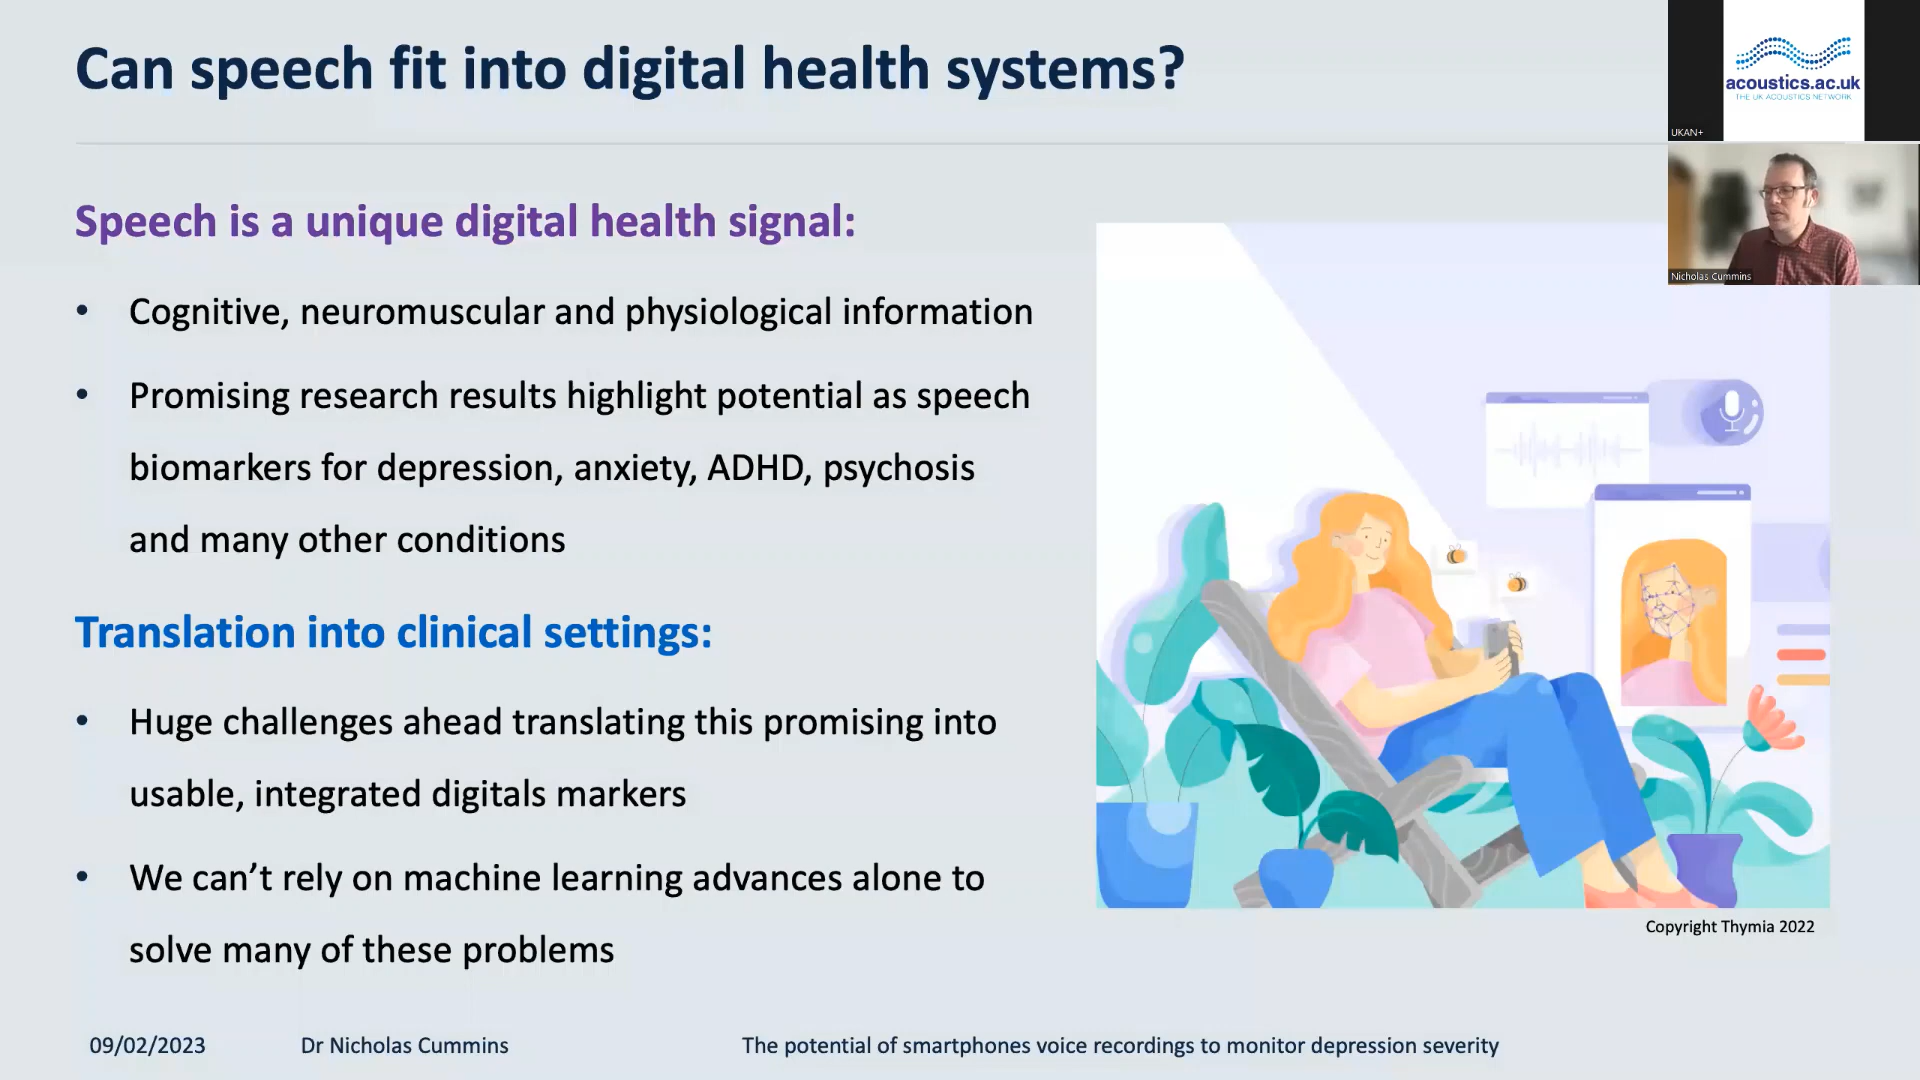 Can speech fit into digital health systems?
acoustics.ac.uk
THE UK ACOUSTICS NETWORK
UKAN+
Nicholas Cummins
Speech is a unique digital health signal:
• Cognitive, neuromuscular and physiological information
• Promising research results highlight potential as speech
biomarkers for depression, anxiety, ADHD, psychosis
and many other conditions
Translation into clinical settings:
• Huge challenges ahead translating this promising into
usable, integrated digitals markers
• We can’t rely on machine learning advances alone to
solve many of these problems
Copyright Thymia 2022
09/02/2023
Dr Nicholas Cummins
The potential of smartphones voice recordings to monitor depression severity